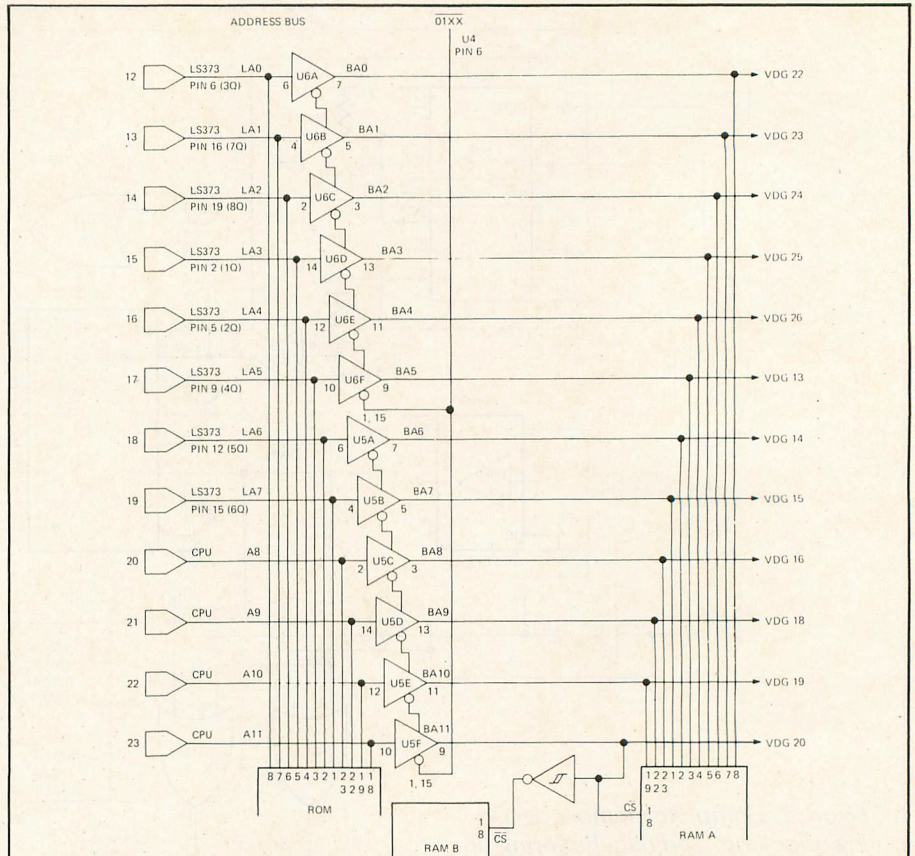 ADDRESS BUS
01XX
U4
PIN 6
12 LS373 LA0 6 U6A 7 BA0 VDG 22
PIN 6 (3Q)
13 LS373 LA1 4 U6B 5 BA1 VDG 23
PIN 16 (7Q)
14 LS373 LA2 2 U6C 3 BA2 VDG 24
PIN 19 (8Q)
15 LS373 LA3 14 U6D 13 BA3 VDG 25
PIN 2 (1Q)
16 LS373 LA4 12 U6E 11 BA4 VDG 26
PIN 5 (2Q)
17 LS373 LA5 10 U6F 9 BA5 VDG 13
PIN 9 (4Q)
1, 15
18 LS373 LA6 6 U5A 7 BA6 VDG 14
PIN 12 (5Q)
19 LS373 LA7 4 U5B 5 BA7 VDG 15
PIN 15 (6Q)
20 CPU A8 2 U5C 3 BA8 VDG 16
21 CPU A9 14 U5D 13 BA9 VDG 18
22 CPU A10 12 U5E 11 BA10 VDG 19
23 CPU A11 10 U5F 9 BA11 VDG 20
1, 15
8 7 6 5 4 3 2 1 2 2 1 1
3 2 9 8
ROM
1 2 2 1 2 3 4 5 6 7 8
9 2 3
CS
1
8
RAM A
1
8
CS
RAM B